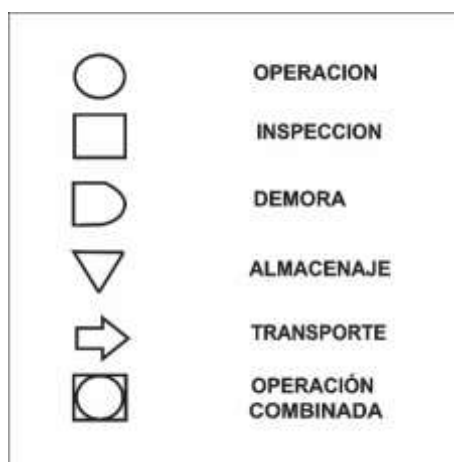 OPERACION
INSPECCION
DEMORA
ALMACENAJE
TRANSPORTE
OPERACIÓN
COMBINADA